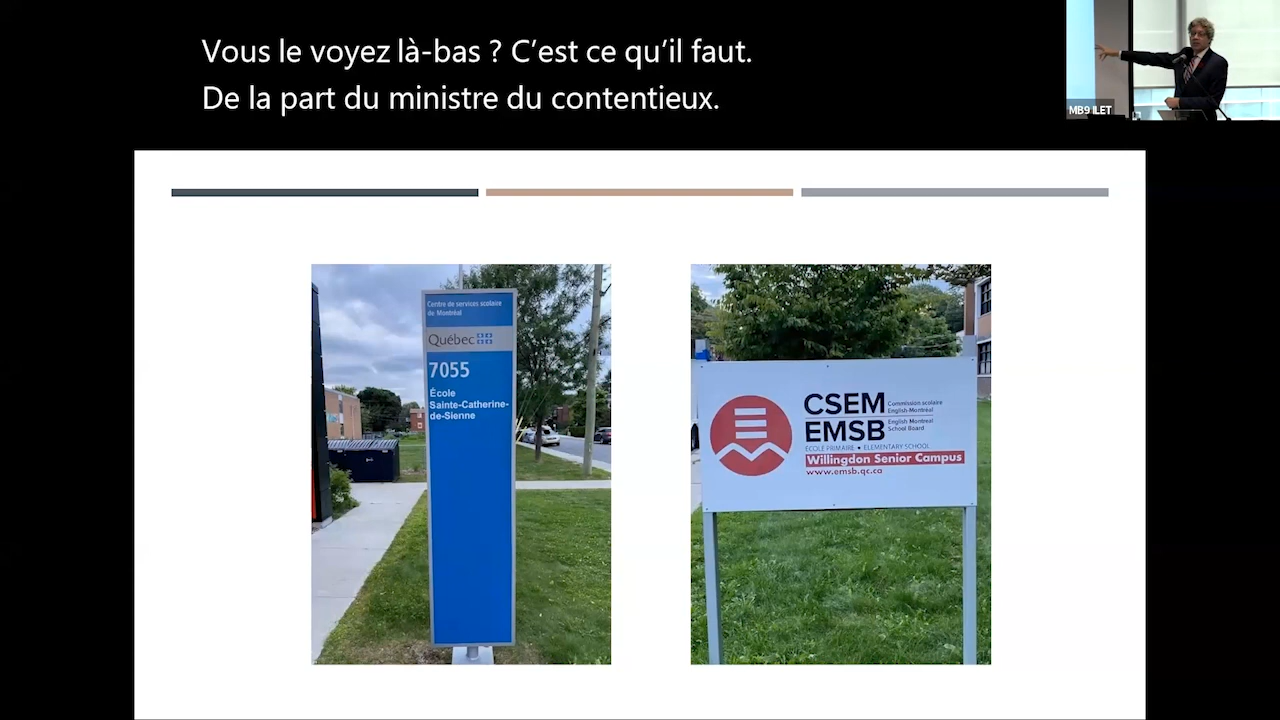 Vous le voyez là-bas ? C’est ce qu’il faut.
De la part du ministre du contentieux.
MB9 ILET
Centre de services scolaire
de Montréal
Québec
7055
École
Sainte-Catherine-
de-Sienne
CSEM
Commission scolaire
English-Montréal
EMSB
English Montreal
School Board
ÉCOLE PRIMAIRE • ELEMENTARY SCHOOL
Willingdon Senior Campus
www.emsb.qc.ca